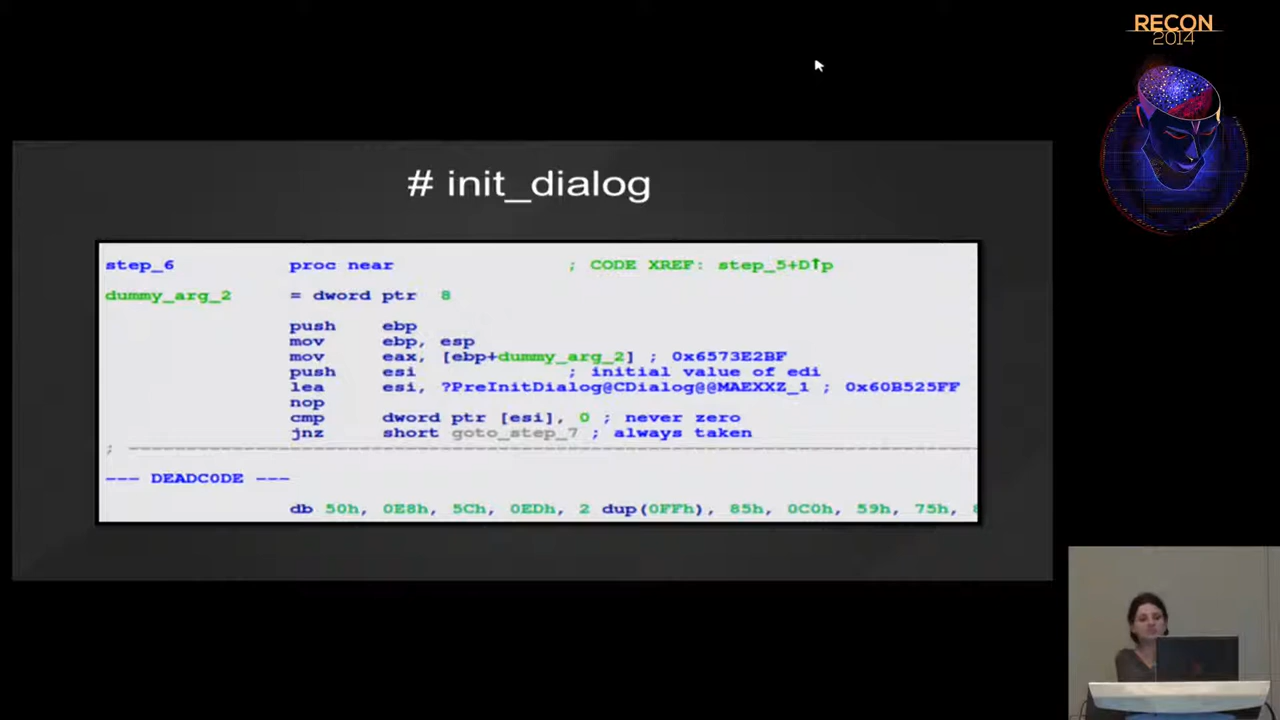 RECON
2014
# init_dialog
step_6 proc near ; CODE XREF: step_5+D↑p
dummy_arg_2 = dword ptr 8
push ebp
mov ebp, esp
mov eax, [ebp+dummy_arg_2] ; 0x6573E2BF
push esi ; initial value of edi
lea esi, ?PreInitDialog@CDialog@@MAEXXZ_1 ; 0x60B525FF
nop
cmp dword ptr [esi], 0 ; never zero
jnz short goto_step_7 ; always taken
; ---------------------------------------------------------------------------
--- DEADC0DE ---
db 50h, 0E8h, 5Ch, 0EDh, 2 dup(0FFh), 85h, 0C0h, 59h, 75h,